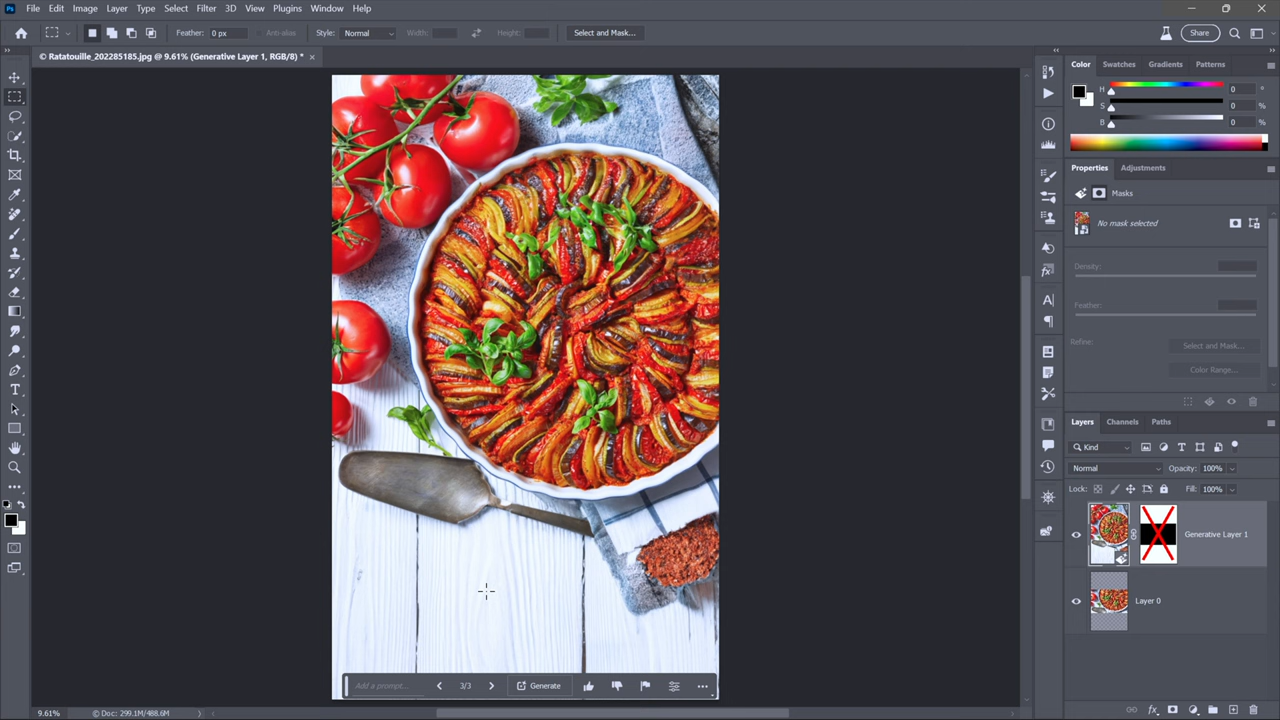 Ps File Edit Image Layer Type Select Filter 3D View Plugins Window Help
Feather: 0 px Anti-alias Style: Normal Width: Height: Select and Mask... Share
© Ratatouille_202285185.jpg @ 9.61% (Generative Layer 1, RGB/8) * ×
Color Swatches Gradients Patterns
H 0 °
S 0 %
B 0 %
Properties Adjustments
Masks
No mask selected
Density:
Feather:
Refine: Select and Mask...
Color Range...
Layers Channels Paths
Kind
Normal Opacity: 100%
Lock: Fill: 100%
Generative Layer 1
Layer 0
Add a prompt... 3/3 Generate
9.61% © Doc: 299.1M/488.6M